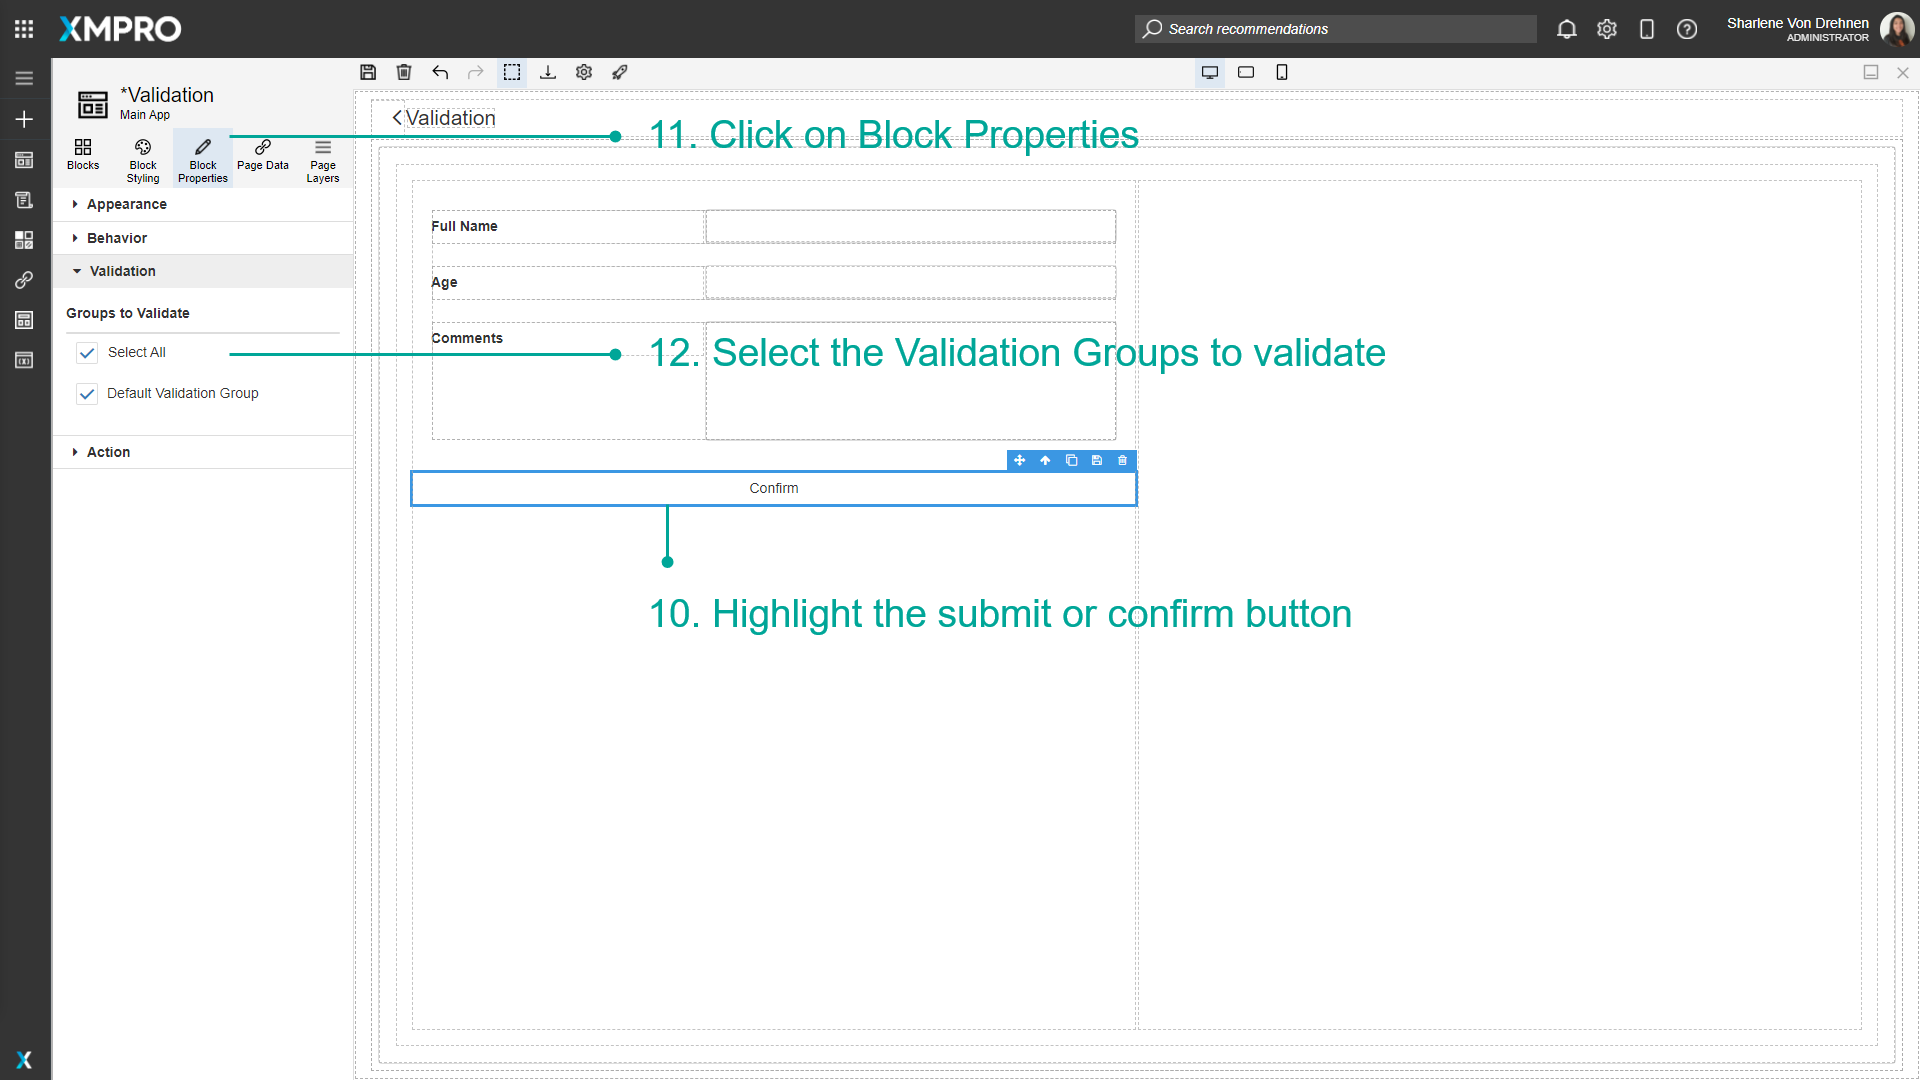 XMPRO
Search recommendations
Sharlene Von Drehnen
ADMINISTRATOR
*Validation
Main App
Blocks
Block
Styling
Block
Properties
Page Data
Page
Layers
Appearance
Behavior
Validation
Groups to Validate
Select All
Default Validation Group
Action
Validation
11. Click on Block Properties
Full Name
Age
Comments
12. Select the Validation Groups to validate
Confirm
10. Highlight the submit or confirm button